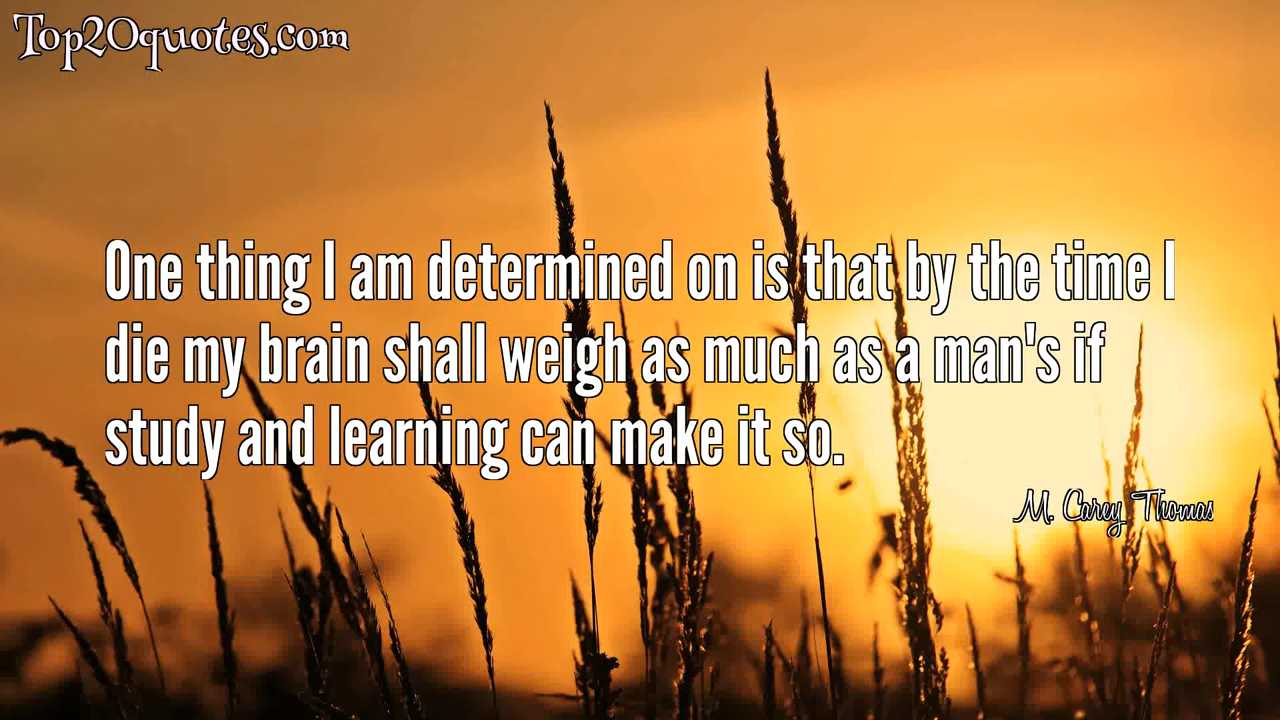 Top20quotes.com
One thing I am determined on is that by the time I
die my brain shall weigh as much as a man's if
study and learning can make it so.
M. Carey Thomas